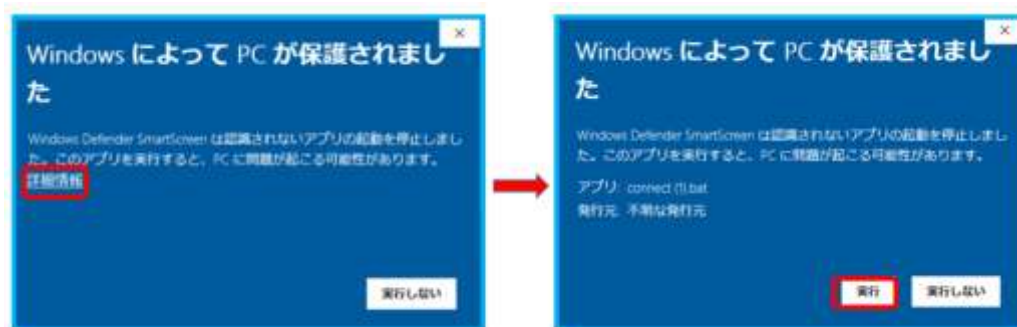 Windows によって PC が保護されまし
た
Windows Defender SmartScreen は認識されないアプリの起動を停止しまし
た。このアプリを実行すると、PC に問題が起こる可能性があります。
詳細情報
実行しない
Windows によって PC が保護されまし
た
Windows Defender SmartScreen は認識されないアプリの起動を停止しまし
た。このアプリを実行すると、PC に問題が起こる可能性があります。
アプリ: connect (1).bat
発行元: 不明な発行元
実行
実行しない